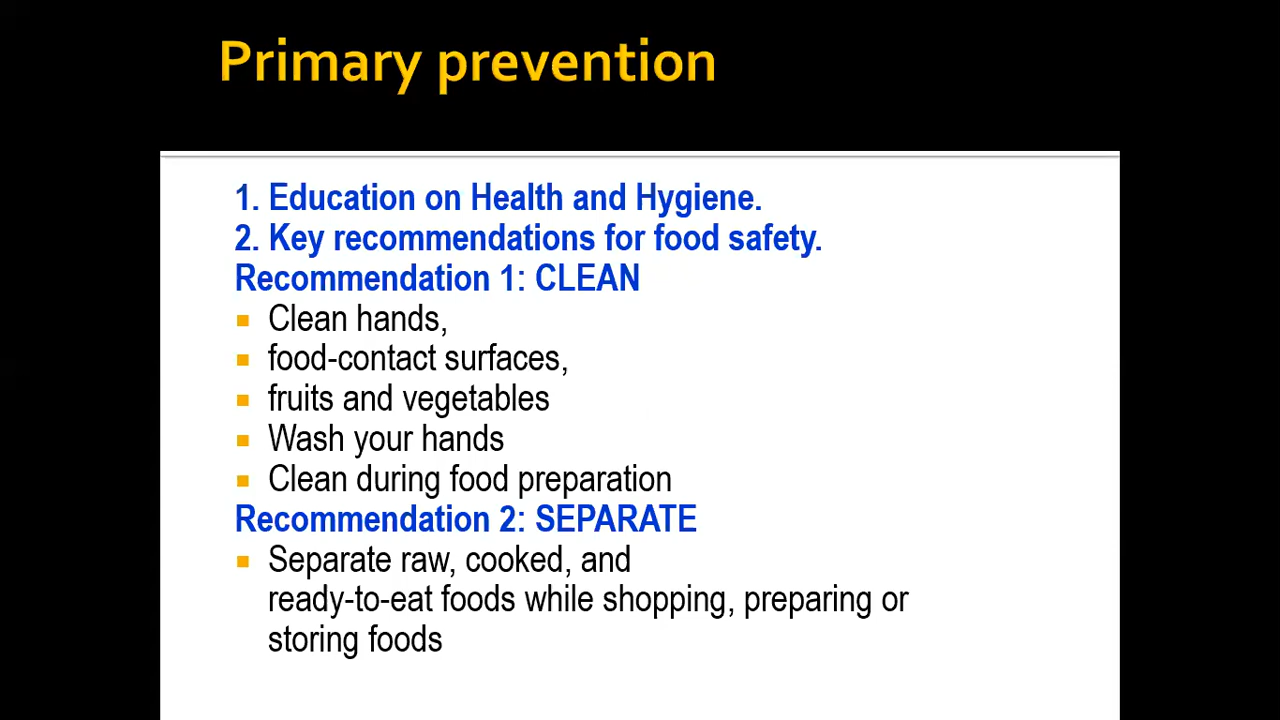 Primary prevention
1. Education on Health and Hygiene.
2. Key recommendations for food safety.
Recommendation 1: CLEAN
Clean hands,
food-contact surfaces,
fruits and vegetables
Wash your hands
Clean during food preparation
Recommendation 2: SEPARATE
Separate raw, cooked, and
ready-to-eat foods while shopping, preparing or
storing foods